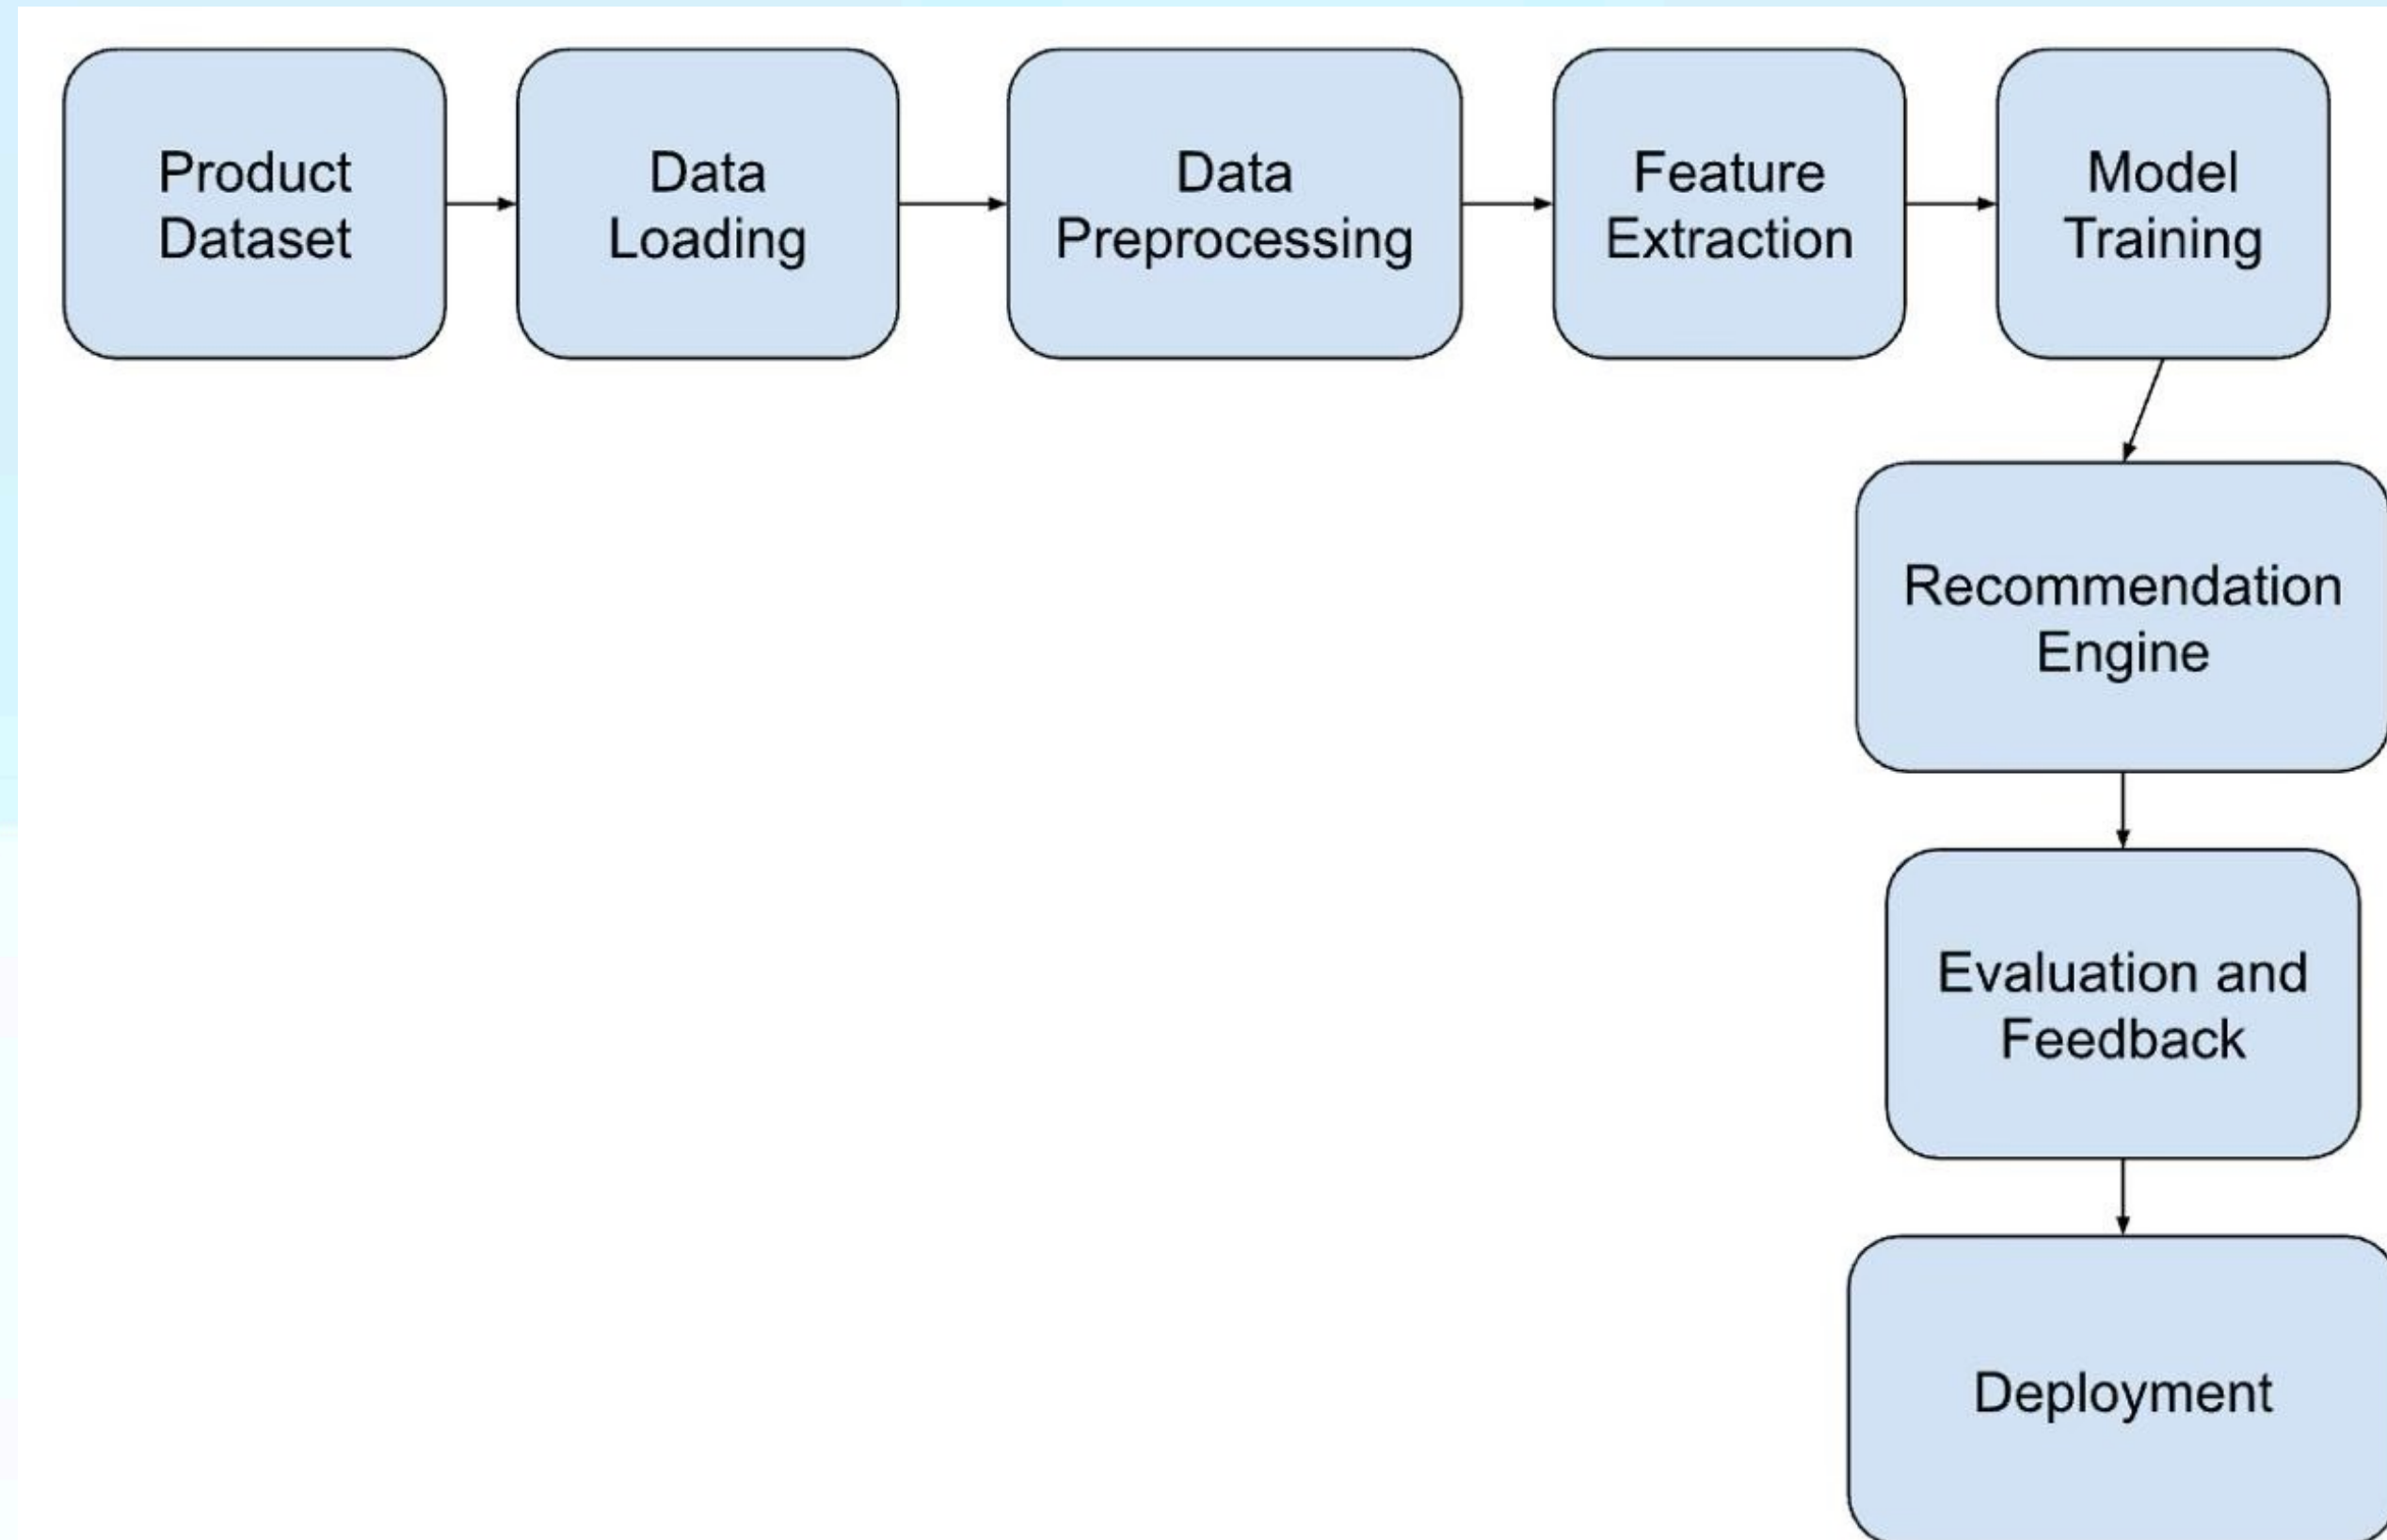 Product
Dataset
Data
Loading
Data
Preprocessing
Feature
Extraction
Model
Training
Recommendation
Engine
Evaluation and
Feedback
Deployment